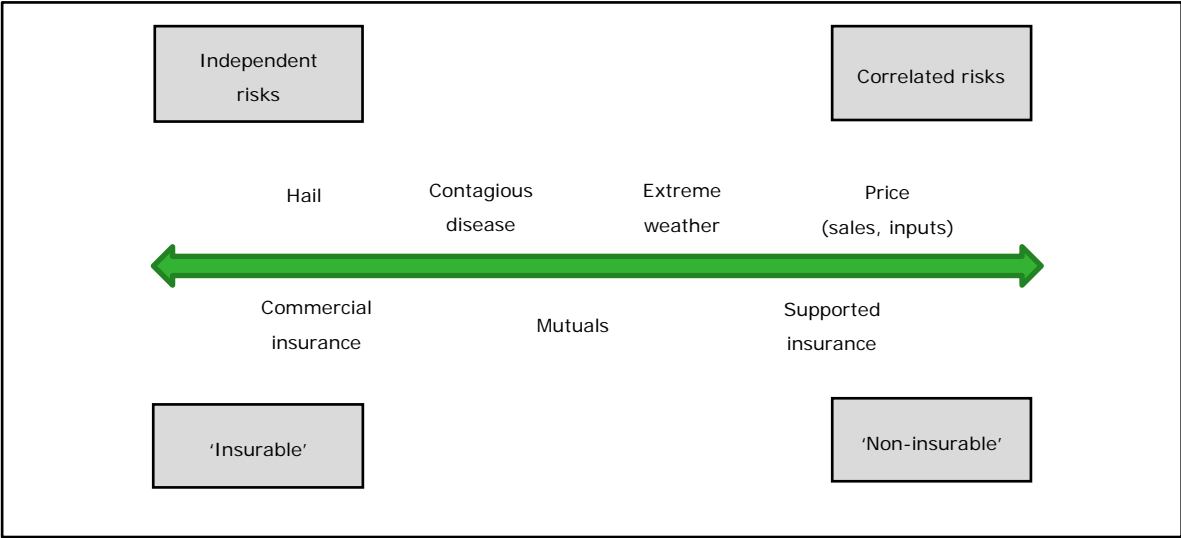 Independent
risks
Correlated risks
Hail
Contagious
disease
Extreme
weather
Price
(sales, inputs)
Commercial
insurance
Mutuals
Supported
insurance
‘Insurable’
‘Non-insurable’